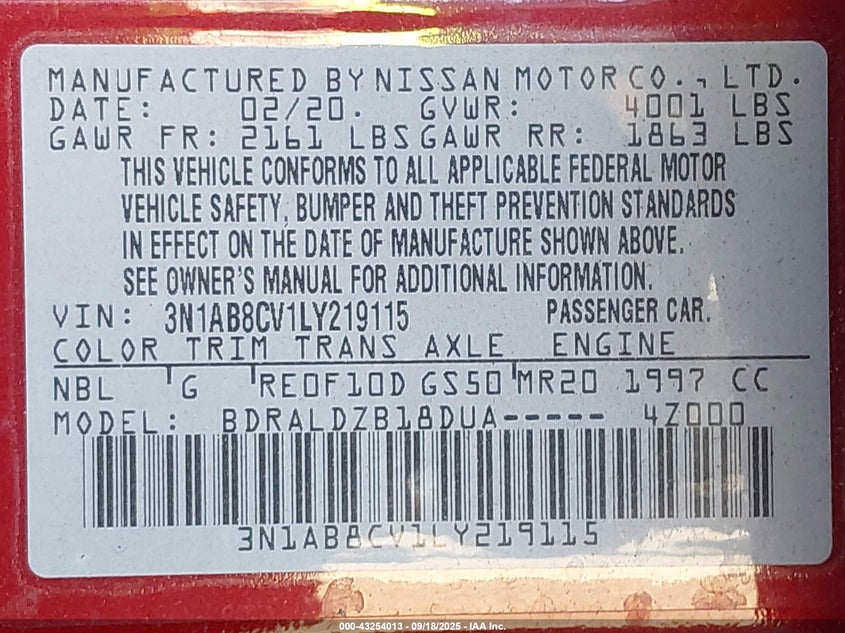 MANUFACTURED BY NISSAN MOTOR CO., LTD.
DATE: 02/20. GVWR: 4001 LBS
GAWR FR: 2161 LBS GAWR RR: 1863 LBS
THIS VEHICLE CONFORMS TO ALL APPLICABLE FEDERAL MOTOR
VEHICLE SAFETY, BUMPER AND THEFT PREVENTION STANDARDS
IN EFFECT ON THE DATE OF MANUFACTURE SHOWN ABOVE.
SEE OWNER'S MANUAL FOR ADDITIONAL INFORMATION.
VIN: 3N1AB8CV1LY219115 PASSENGER CAR.
COLOR TRIM TRANS AXLE ENGINE
NBL G RE0F10D GS50 MR20 1997 CC
MODEL: BDRALDZB18DUA----- 4Z000
3N1AB8CV1LY219115
000-43254013 - 09/18/2025 - IAA Inc.